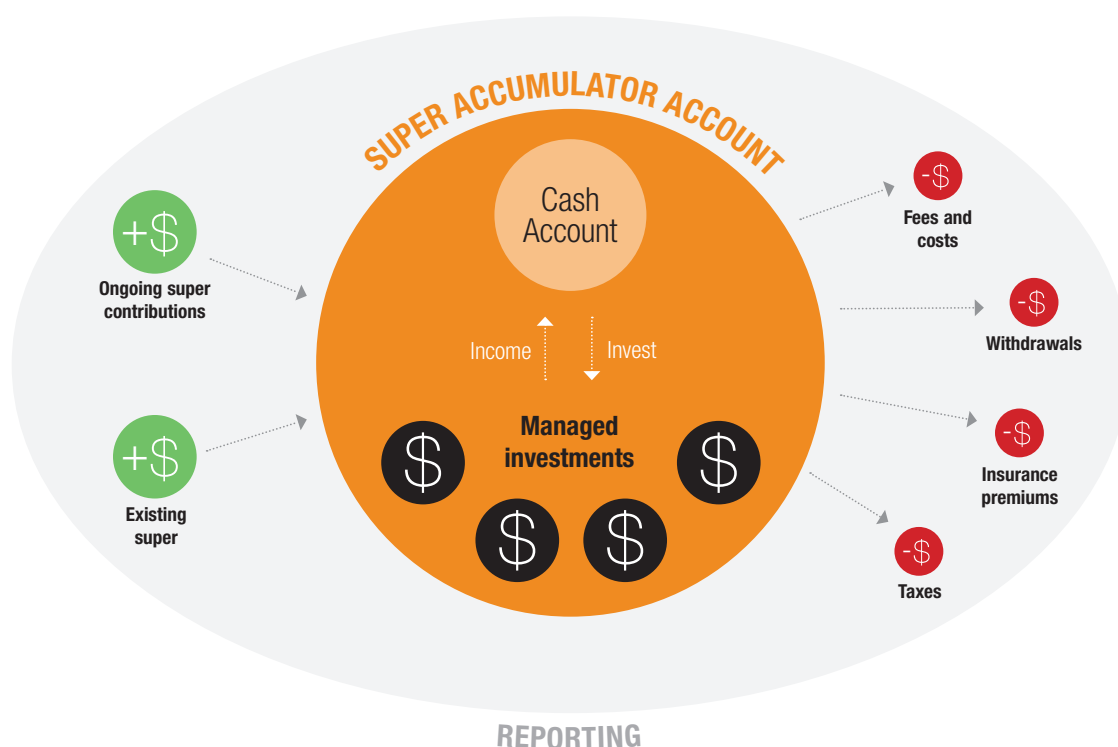 SUPER ACCUMULATOR ACCOUNT
Cash
Account
+$
Ongoing super
contributions
-$
Fees and
costs
-$
Withdrawals
Income
Invest
Managed
investments
$
$
$
$
+$
Existing
super
-$
Insurance
premiums
-$
Taxes
REPORTING